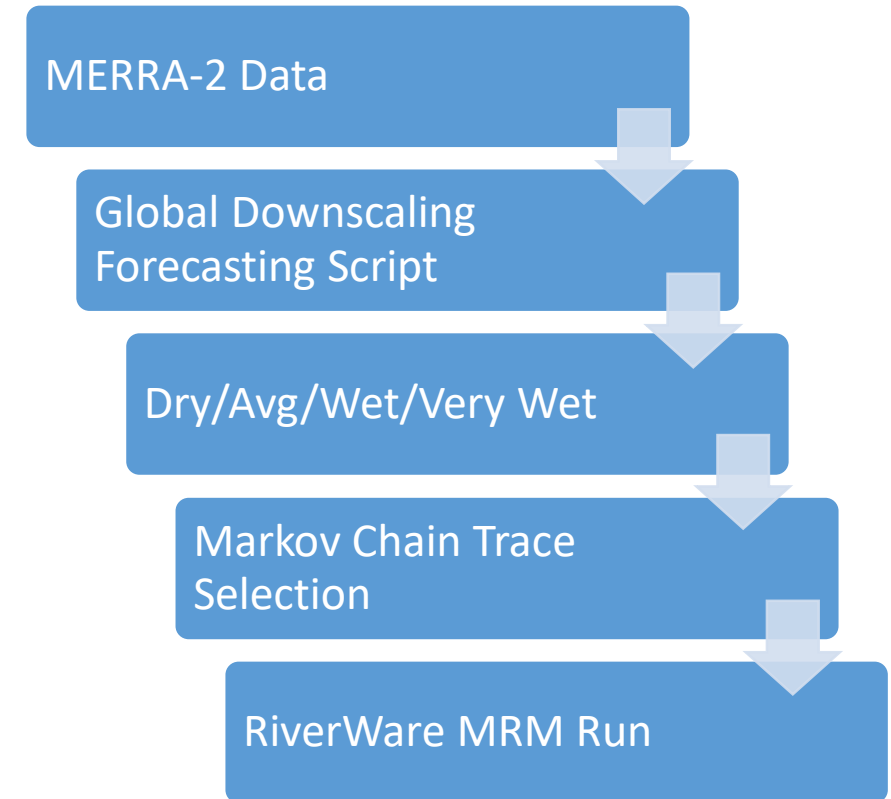 MERRA-2 Data
Global Downscaling
Forecasting Script
Dry/Avg/Wet/Very Wet
Markov Chain Trace
Selection
RiverWare MRM Run